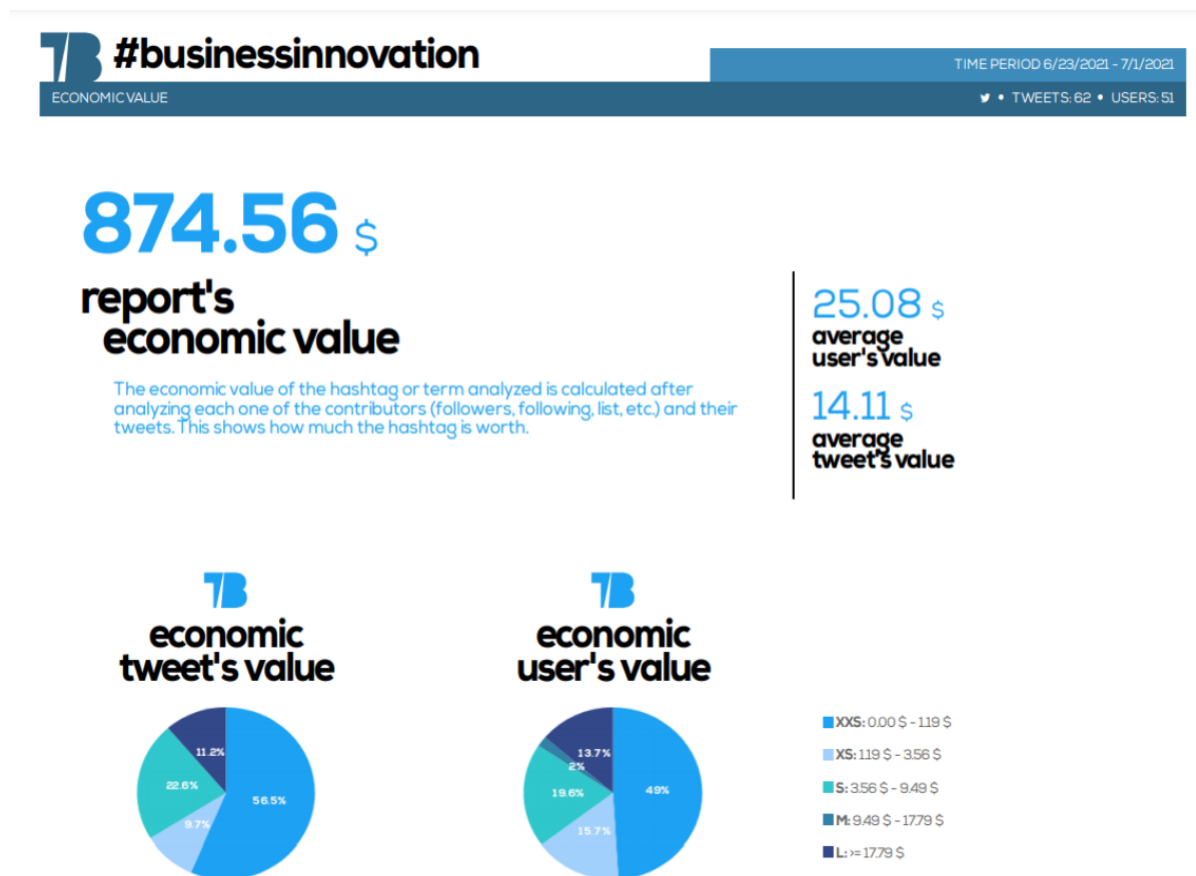 TB #businessinnovation
TIME PERIOD 6/23/2021 - 7/1/2021
ECONOMIC VALUE
• TWEETS: 62 • USERS: 51
874.56 $
report's
economic value
The economic value of the hashtag or term analyzed is calculated after
analyzing each one of the contributors (followers, following, list, etc.) and their
tweets. This shows how much the hashtag is worth.
25.08 $
average
user's value
14.11 $
average
tweet's value
TB
economic
tweet's value
11.2%
22.6%
56.5%
9.7%
TB
economic
user's value
13.7%
2%
19.6%
49%
15.7%
XXS: 0.00 $ - 1.19 $
XS: 1.19 $ - 3.56 $
S: 3.56 $ - 9.49 $
M: 9.49 $ - 17.79 $
L: >= 17.79 $